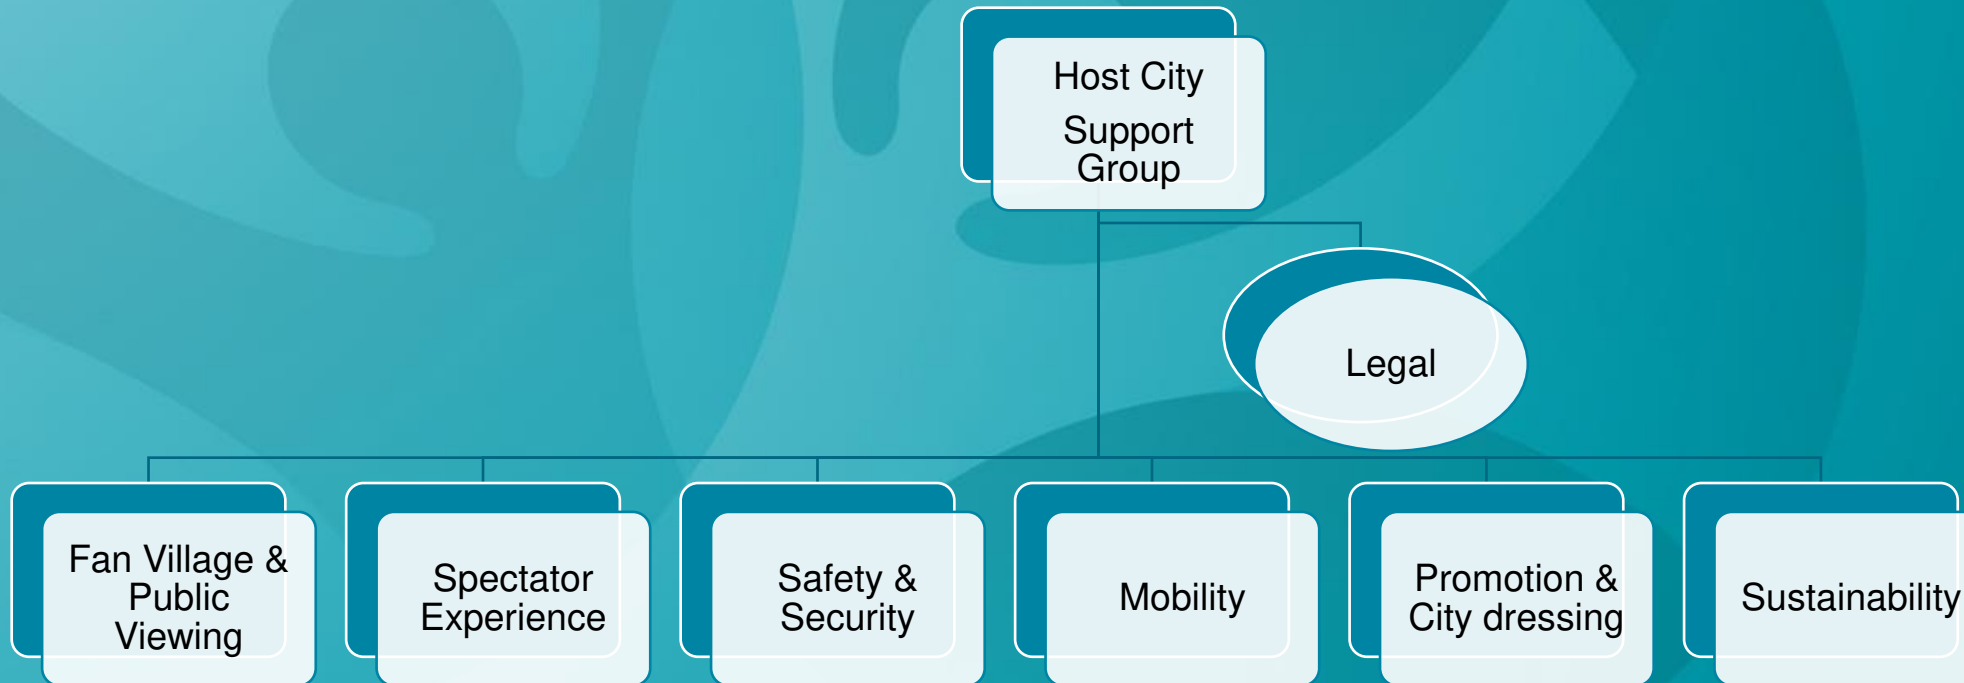 Host City
Support
Group
Legal
Fan Village &
Public
Viewing
Spectator
Experience
Safety &
Security
Mobility
Promotion &
City dressing
Sustainability